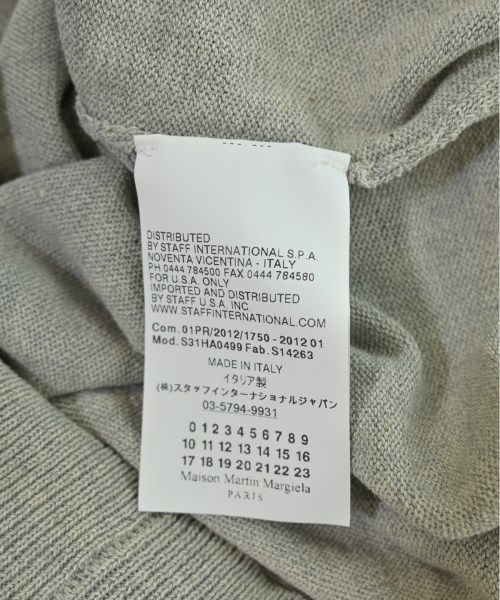 DISTRIBUTED
BY STAFF INTERNATIONAL S.P.A.
NOVENTA VICENTINA - ITALY
PH 0444 784500 FAX 0444 784580
FOR U.S.A. ONLY
IMPORTED AND DISTRIBUTED
BY STAFF U.S.A. INC
WWW.STAFFINTERNATIONAL.COM
Com. 01PR/2012/1750 - 2012 01
Mod. S31HA0499 Fab. S14263
MADE IN ITALY
イタリア製
(株)スタッフインターナショナルジャパン
03-5794-9931
0 1 2 3 4 5 6 7 8 9
10 11 12 13 14 15 16
17 18 19 20 21 22 23
Maison Martin Margiela
PARIS